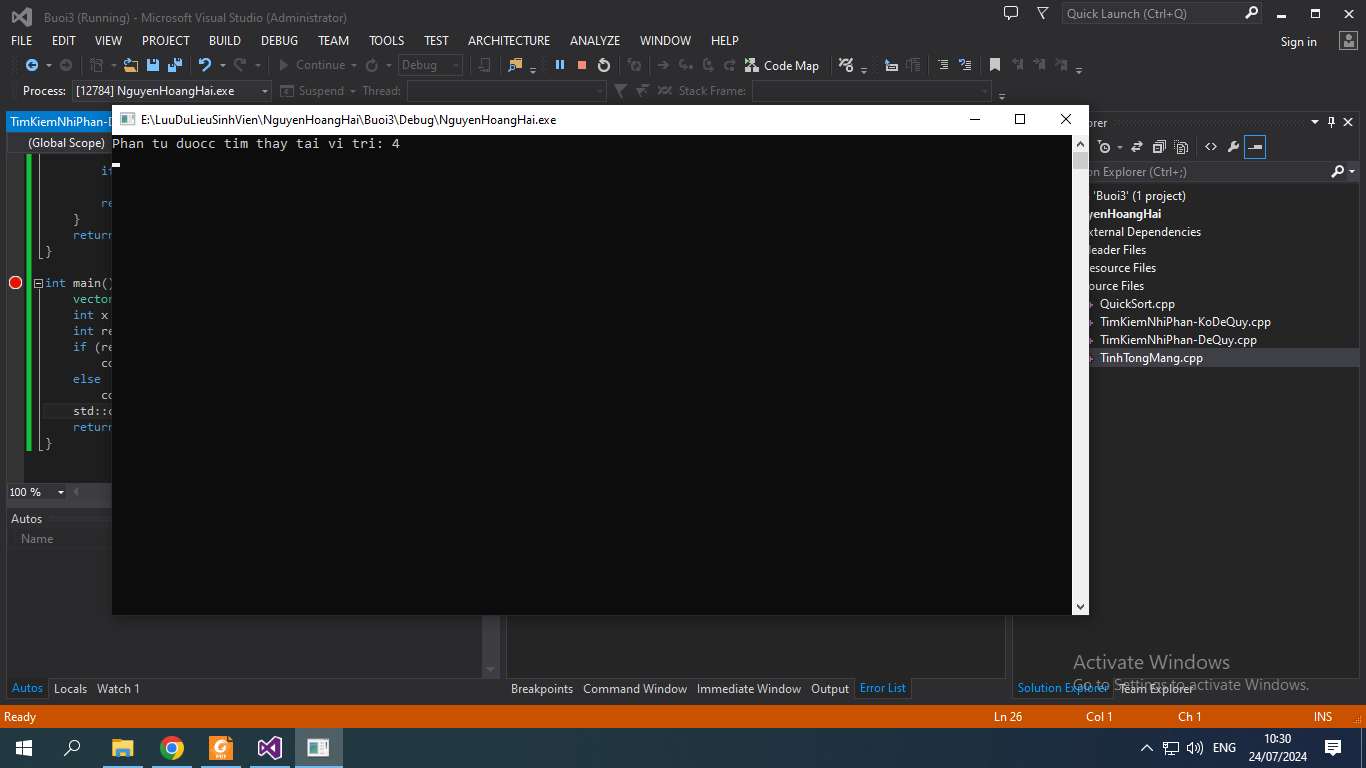 Buoi3 (Running) - Microsoft Visual Studio (Administrator)
Quick Launch (Ctrl+Q)
FILE EDIT VIEW PROJECT BUILD DEBUG TEAM TOOLS TEST ARCHITECTURE ANALYZE WINDOW HELP
Sign in
Continue Debug Code Map
Process: [12784] NguyenHoangHai.exe Suspend Thread: Stack Frame:
TimKiemNhiPhan-D
E:\LuuDuLieuSinhVien\NguyenHoangHai\Buoi3\Debug\NguyenHoangHai.exe
(Global Scope)
Phan tu duocc tim thay tai vi tri: 4
if
re
}
return
}
int main()
vector
int x
int re
if (re
co
else
co
std::c
return
}
100 %
Autos
Name
orer
on Explorer (Ctrl+;)
'Buoi3' (1 project)
yenHoangHai
xternal Dependencies
eader Files
esource Files
ource Files
QuickSort.cpp
TimKiemNhiPhan-KoDeQuy.cpp
TimKiemNhiPhan-DeQuy.cpp
TinhTongMang.cpp
Activate Windows
Go to Settings to activate Windows.
Autos Locals Watch 1
Breakpoints Command Window Immediate Window Output Error List
Solution Explorer Team Explorer
Ready
Ln 26 Col 1 Ch 1 INS
PDF
ENG
10:30
24/07/2024